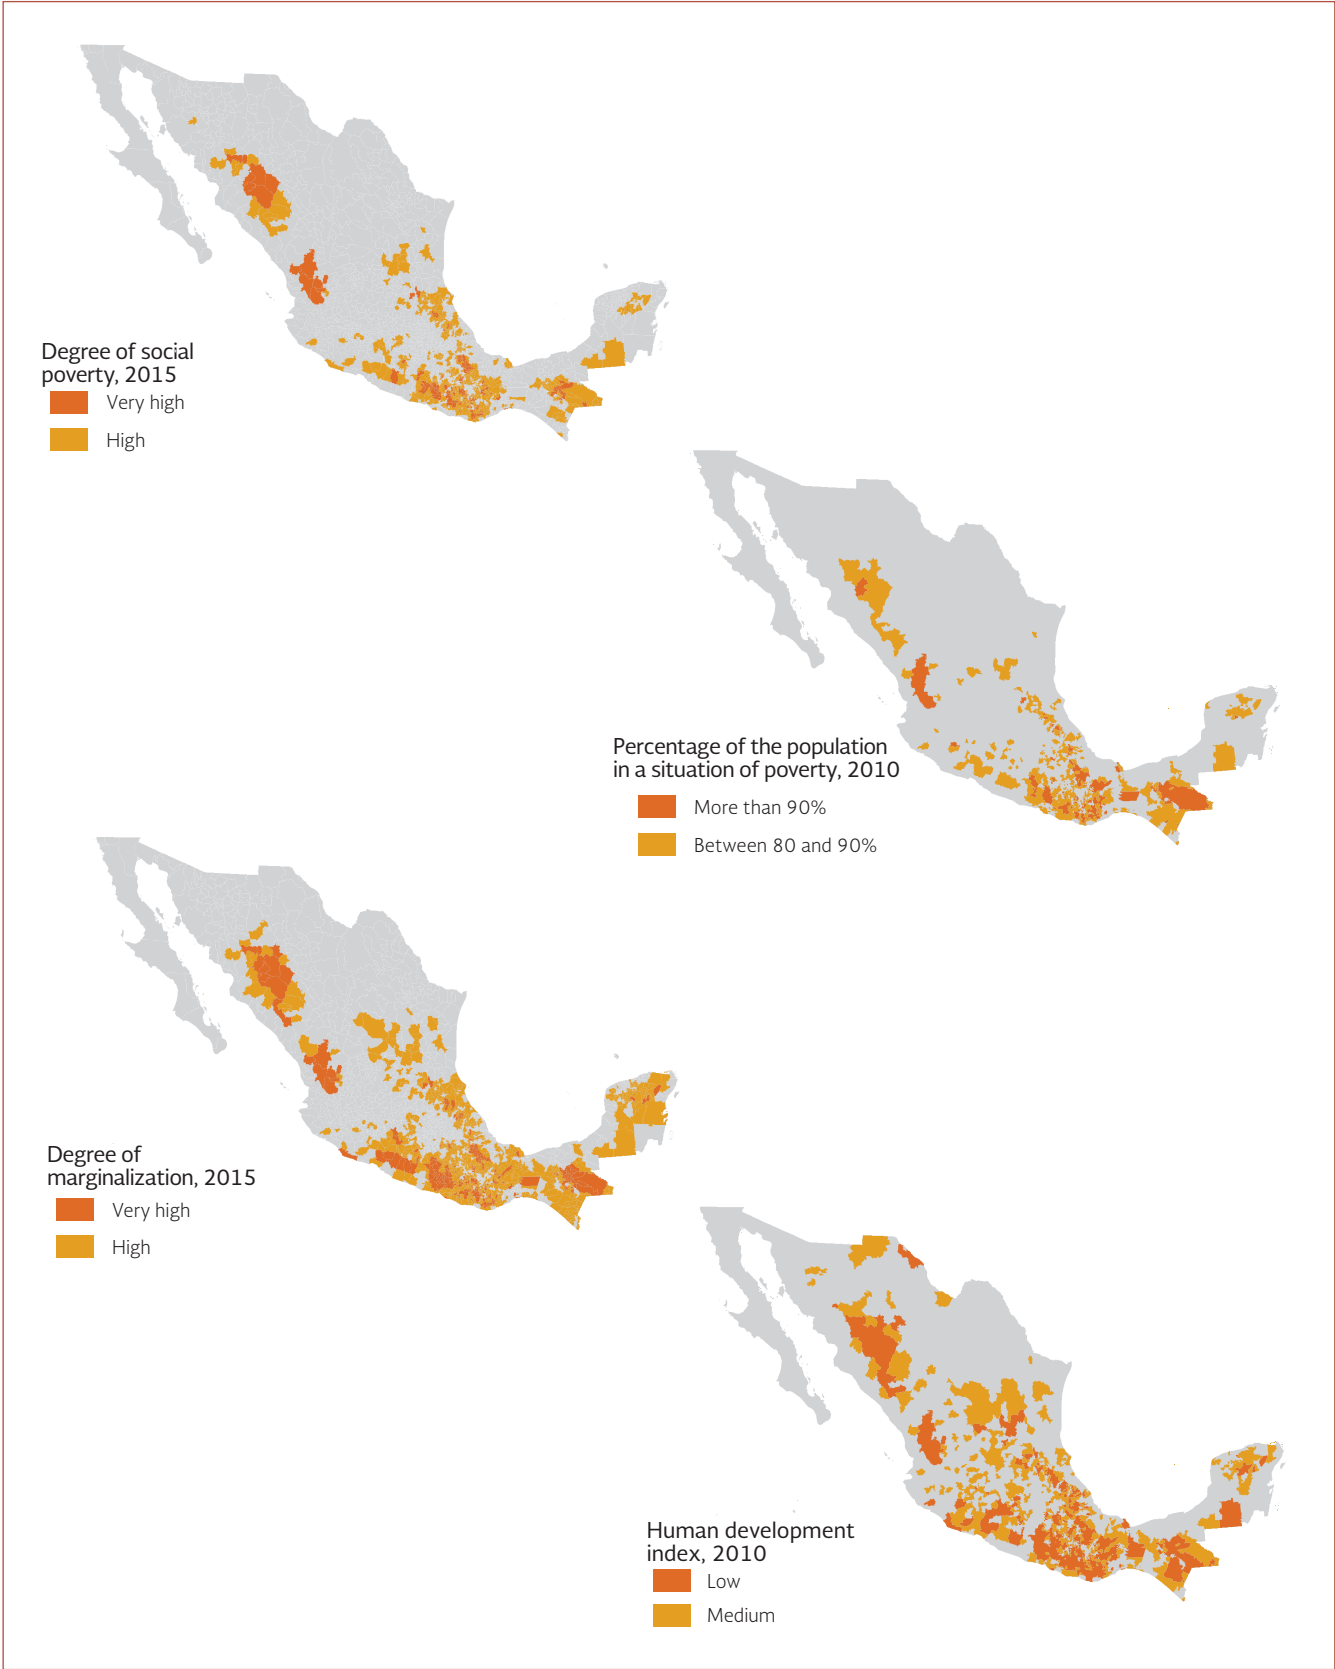 Degree of social
poverty, 2015
Very high
High
Percentage of the population
in a situation of poverty, 2010
More than 90%
Between 80 and 90%
Degree of
marginalization, 2015
Very high
High
Human development
index, 2010
Low
Medium